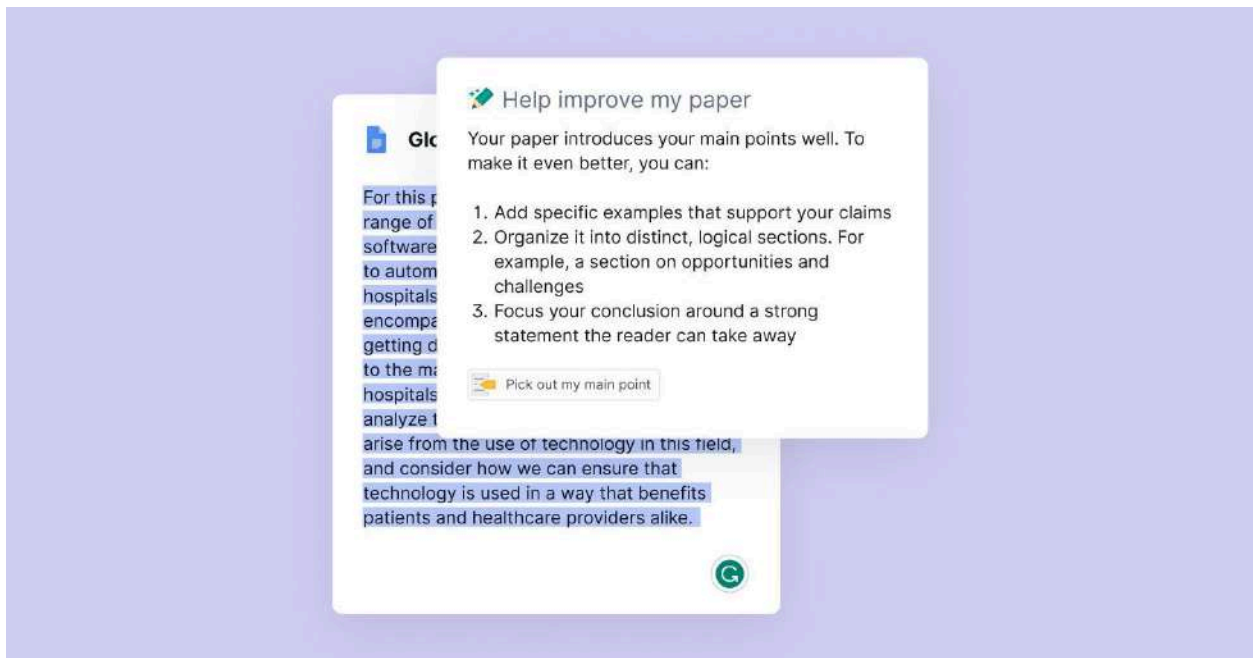 Help improve my paper
Your paper introduces your main points well. To
make it even better, you can:
1. Add specific examples that support your claims
2. Organize it into distinct, logical sections. For
example, a section on opportunities and
challenges
3. Focus your conclusion around a strong
statement the reader can take away
Pick out my main point
For this
range of
software
to
hospitals
getting
to the
hospitals
analyze
arise from the use of technology in this field,
and consider how we can ensure that
technology is used in a way that benefits
patients and healthcare providers alike.